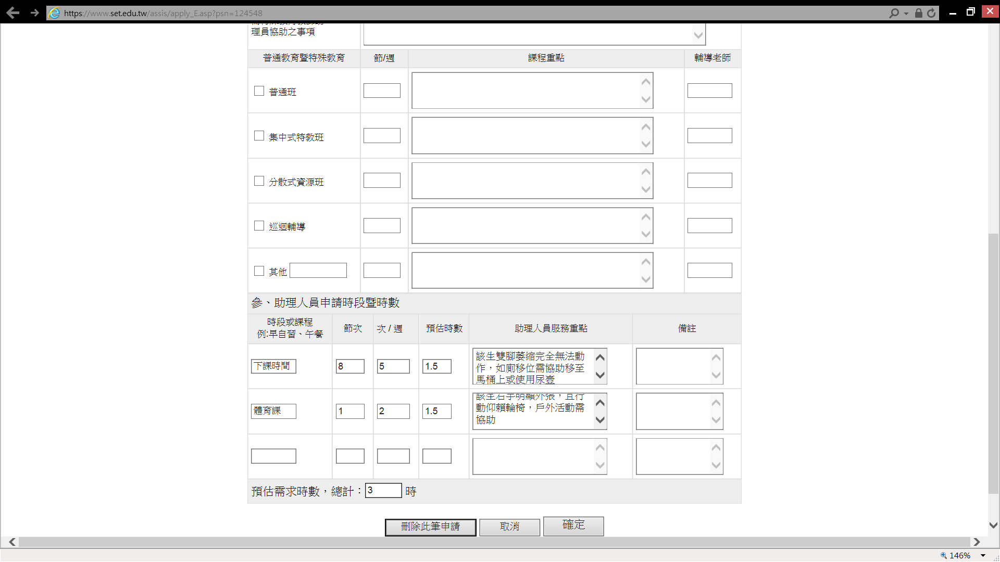 https://www.set.edu.tw/assis/apply_E.asp?psn=124548
理員協助之事項
普通教育暨特殊教育 節/週 課程重點 輔導老師
普通班
集中式特教班
分散式資源班
巡迴輔導
其他
參、助理人員申請時段暨時數
時段或課程
例:早自習、午餐
節次 次 / 週 預估時數 助理人員服務重點 備註
下課時間 8 5 1.5
該生雙腳萎縮完全無法動
作，如廁移位需協助移至
馬桶上或使用尿壺
體育課 1 2 1.5
該生右手明顯外張，且行
動仰賴輪椅，戶外活動需
協助
預估需求時數，總計：3 時
刪除此筆申請 取消 確定
146%